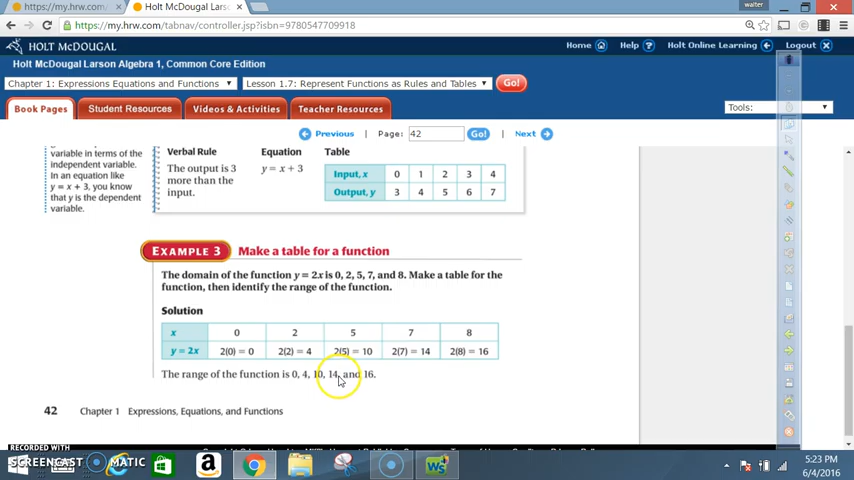 https://my.hrw.com/tabnav/
Holt McDougal Lars
walter
https://my.hrw.com/tabnav/controller.jsp?isbn=9780547709918
HOLT MCDOUGAL
Home
Help
Holt Online Learning
Logout
Holt McDougal Larson Algebra 1, Common Core Edition
Chapter 1: Expressions Equations and Functions
Lesson 1.7: Represent Functions as Rules and Tables
Go!
Book Pages
Student Resources
Videos & Activities
Teacher Resources
Tools:
Previous | Page: 42 Go! | Next
variable in terms of the
independent variable.
In an equation like
y = x + 3, you know
that y is the dependent
variable.
Verbal Rule
The output is 3
more than the
input.
Equation
y = x + 3
Table
Input, x 0 1 2 3 4
Output, y 3 4 5 6 7
EXAMPLE 3 Make a table for a function
The domain of the function y = 2x is 0, 2, 5, 7, and 8. Make a table for the
function, then identify the range of the function.
Solution
x 0 2 5 7 8
y = 2x 2(0) = 0 2(2) = 4 2(5) = 10 2(7) = 14 2(8) = 16
The range of the function is 0, 4, 10, 14, and 16.
42 Chapter 1 Expressions, Equations, and Functions
RECORDED WITH
SCREENCAST MATIC
5:23 PM
6/4/2016